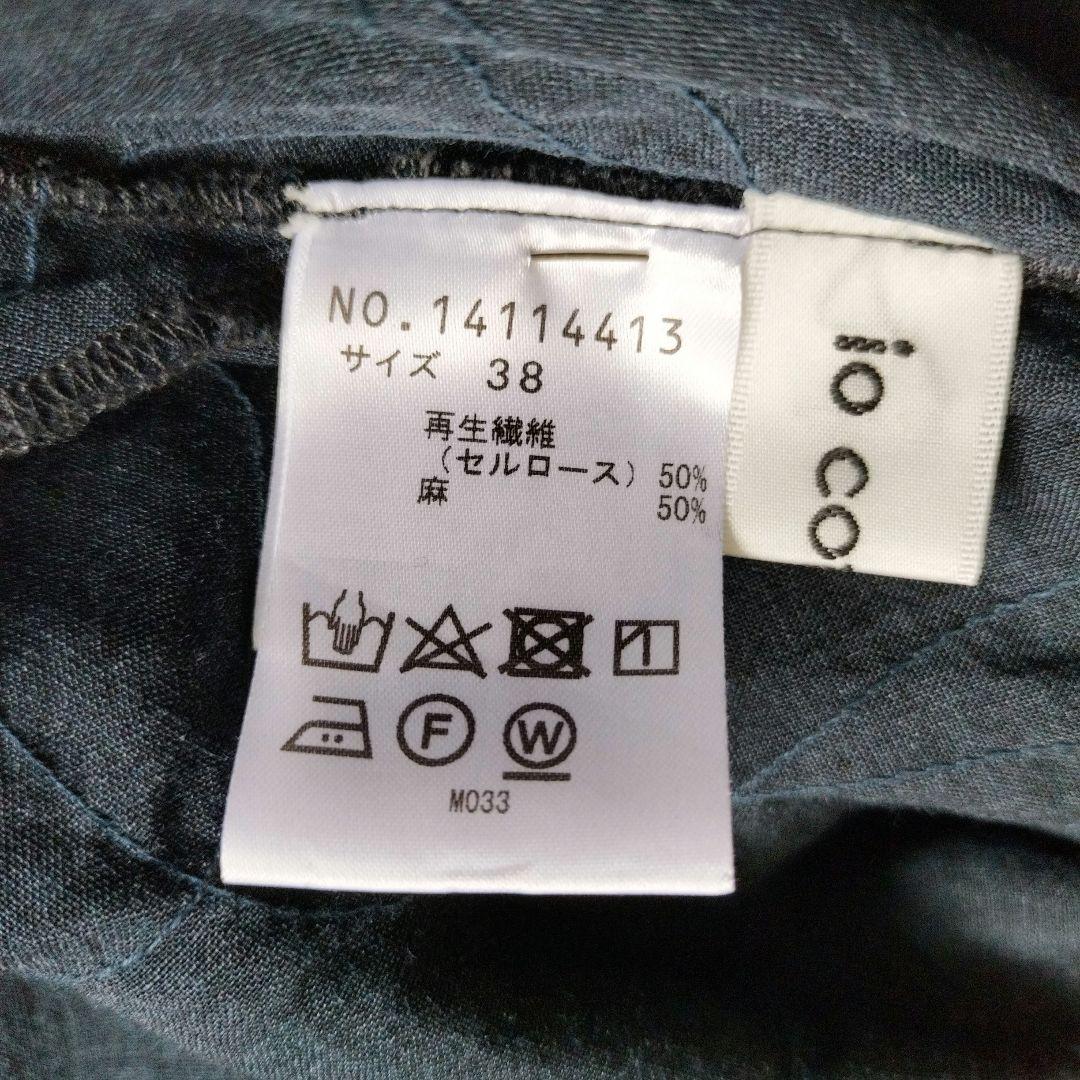 NO.14114413
サイズ 38
再生繊維
（セルロース）50%
麻 50%
F
W
M033
io co